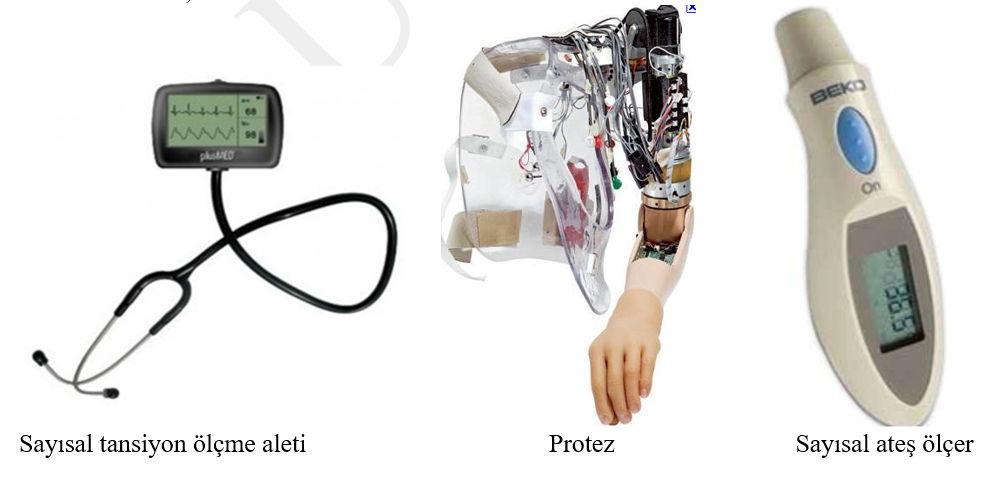 68
98
plusMED
BEKO
On
Sayısal tansiyon ölçme aleti
Protez
Sayısal ateş ölçer